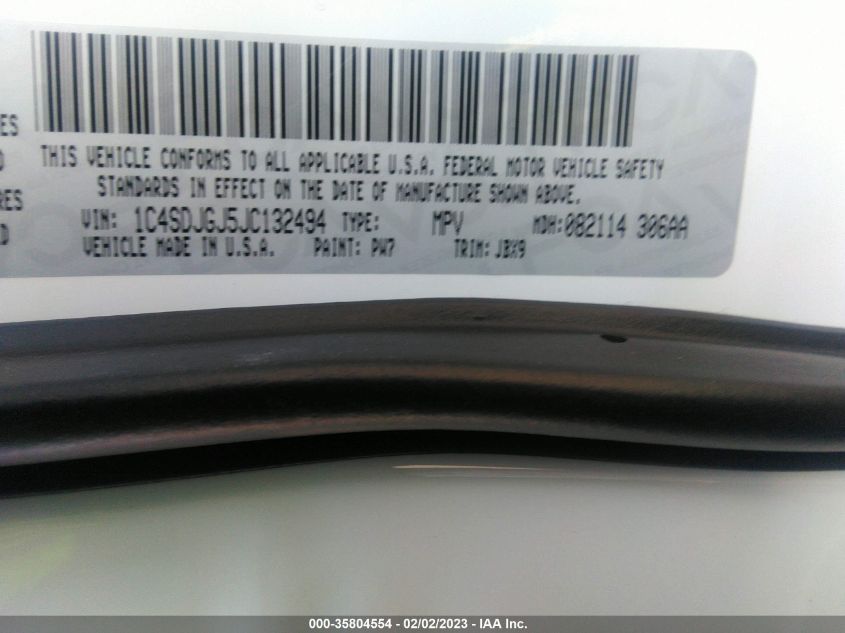 ES
D
RES
D
THIS VEHICLE CONFORMS TO ALL APPLICABLE U.S.A. FEDERAL MOTOR VEHICLE SAFETY
STANDARDS IN EFFECT ON THE DATE OF MANUFACTURE SHOWN ABOVE.
VIN: 1C4SDJGJ5JC132494 TYPE: MPV MDH:082114 306AA
VEHICLE MADE IN U.S.A. PAINT: PW7 TRIM: JBX9
000-35804554 - 02/02/2023 - IAA Inc.